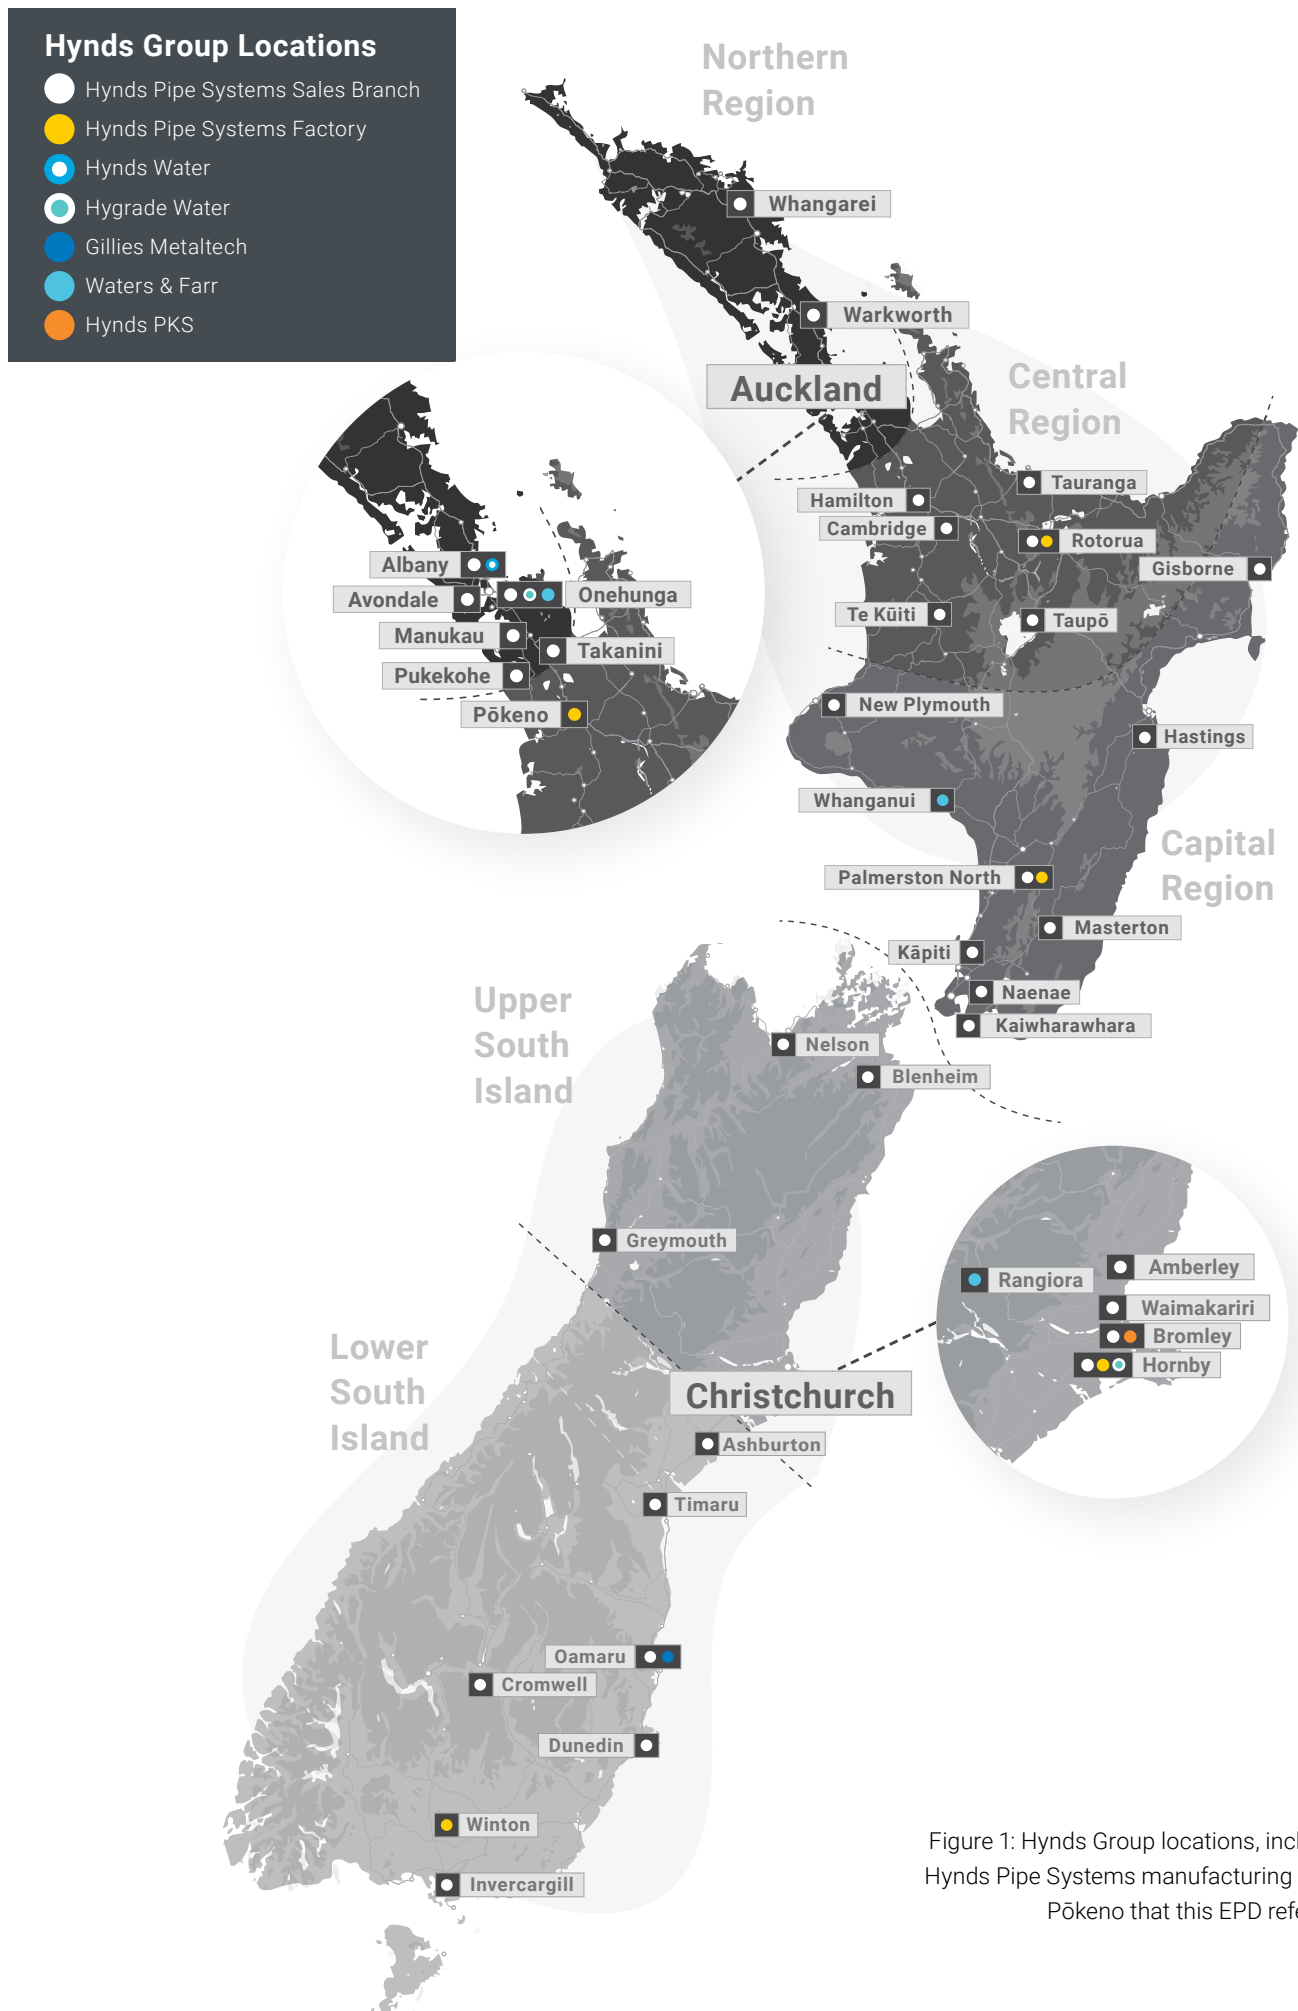 Hynds Group Locations
Hynds Pipe Systems Sales Branch
Hynds Pipe Systems Factory
Hynds Water
Hygrade Water
Gillies Metaltech
Waters & Farr
Hynds PKS
Northern
Region
Whangarei
Warkworth
Auckland
Central
Region
Tauranga
Hamilton
Cambridge
Rotorua
Gisborne
Te Kūiti
Taupō
Albany
Avondale
Onehunga
Manukau
Takanini
Pukekohe
Pōkeno
New Plymouth
Hastings
Whanganui
Capital
Region
Palmerston North
Masterton
Kāpiti
Naenae
Kaiwharawhara
Upper
South
Island
Nelson
Blenheim
Greymouth
Rangiora
Amberley
Waimakariri
Bromley
Hornby
Lower
South
Island
Christchurch
Ashburton
Timaru
Oamaru
Cromwell
Dunedin
Winton
Invercargill
Figure 1: Hynds Group locations,
Hynds Pipe Systems manufacturing
Pōkeno that this EPD